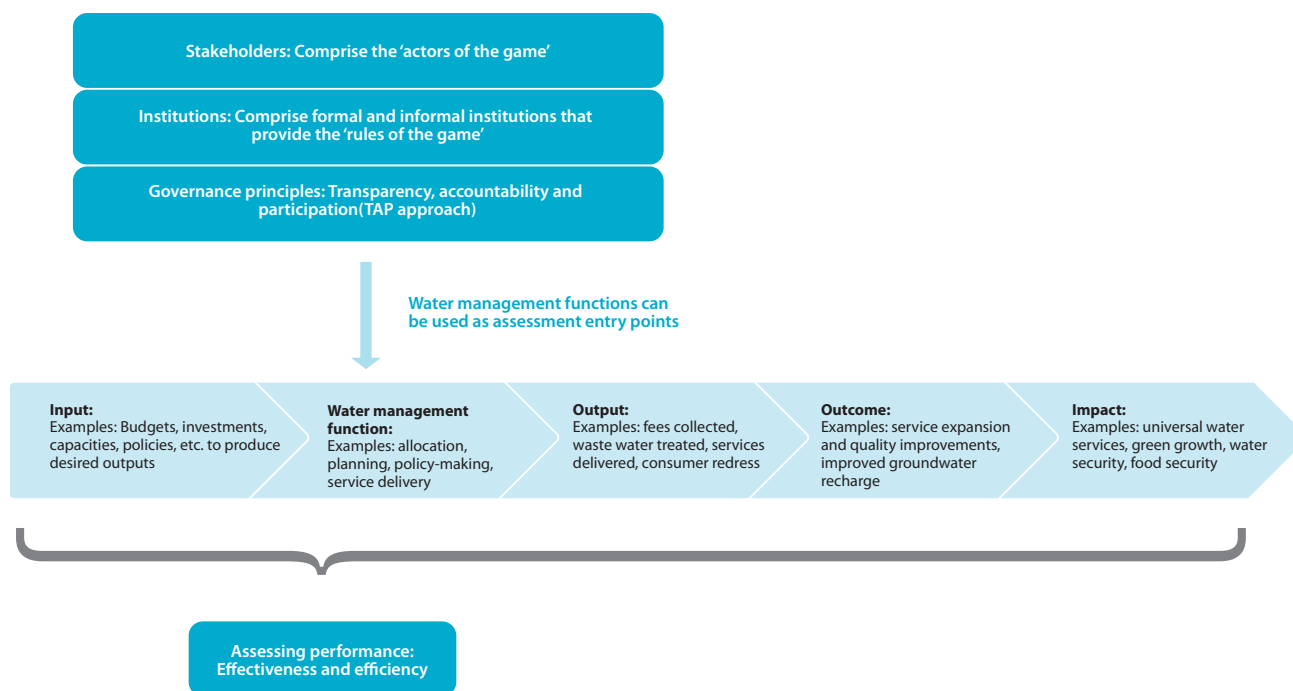 Stakeholders: Comprise the ‘actors of the game’
Institutions: Comprise formal and informal institutions that
provide the ‘rules of the game’
Governance principles: Transparency, accountability and
participation(TAP approach)
Water management functions can
be used as assessment entry points
Input:
Examples: Budgets, investments,
capacities, policies, etc. to produce
desired outputs
Water management
function:
Examples: allocation,
planning, policy-making,
service delivery
Output:
Examples: fees collected,
waste water treated, services
delivered, consumer redress
Outcome:
Examples: service expansion
and quality improvements,
improved groundwater
recharge
Impact:
Examples: universal water
services, green growth, water
security, food security
Assessing performance:
Effectiveness and efficiency